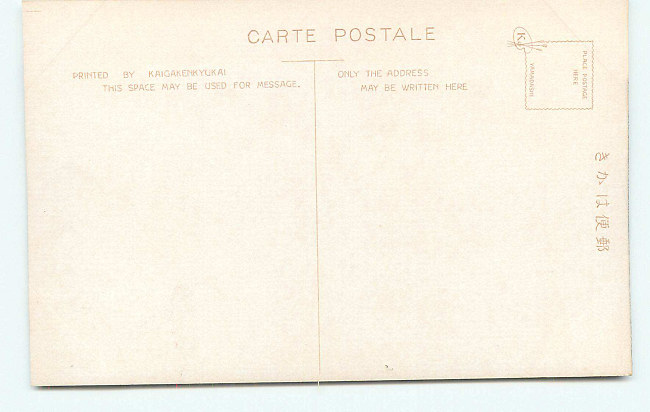 CARTE POSTALE
PRINTED BY KAIGAKENKYUKAI
THIS SPACE MAY BE USED FOR MESSAGE.
ONLY THE ADDRESS
MAY BE WRITTEN HERE
K
PLACE POSTAGE
HERE
きかは便郵